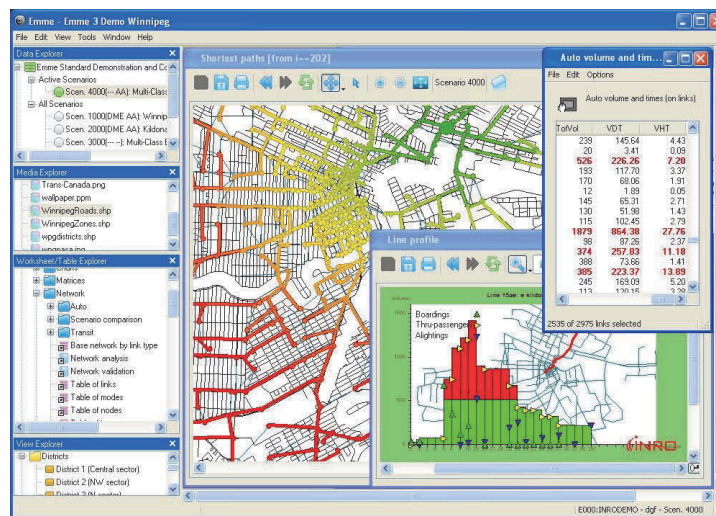 Emme - Emme 3 Demo Winnipeg
File Edit View Tools Window Help
Data Explorer
Emme Standard Demonstration and Cc
Active Scenarios
Scen. 4000(-- AA): Multi-Class
All Scenarios
Scen. 1000(DME AA): Winnip
Scen. 2000(DME AA): Kildona
Scen. 3000(-- -): Multi-Class E
Media Explorer
Trans-Canada.png
wallpaper.ppm
WinnipegRoads.shp
WinnipegZones.shp
wpgdistricts.shp
Worksheet/Table Explorer
Matrices
Network
Auto
Scenario comparison
Transit
Base network by link type
Network analysis
Network validation
Table of links
Table of modes
Table of nodes
View Explorer
Districts
District 1 (Central sector)
District 2 (NW sector)
Shortest paths [from i--202]
Scenario 4000
Auto volume and tim...
File Edit Options
Auto volume and times (on links)
TotVol VDT VHT
239 145.64 4.43
20 3.41 0.09
526 226.26 7.20
193 117.70 3.37
170 68.06 1.91
12 1.89 0.05
145 65.31 2.71
130 51.98 1.43
115 102.45 2.79
1879 864.38 27.76
98 87.26 2.37
374 257.83 11.18
388 73.66 1.41
385 223.37 13.89
245 169.09 5.20
113 120.15 3.28
2535 of 2975 links selected
Line profile
Volume
Boardings
Thru-passengers
Alightings
1500
1000
500
INRO
E000:INRODEMO - dgf - Scen. 4000